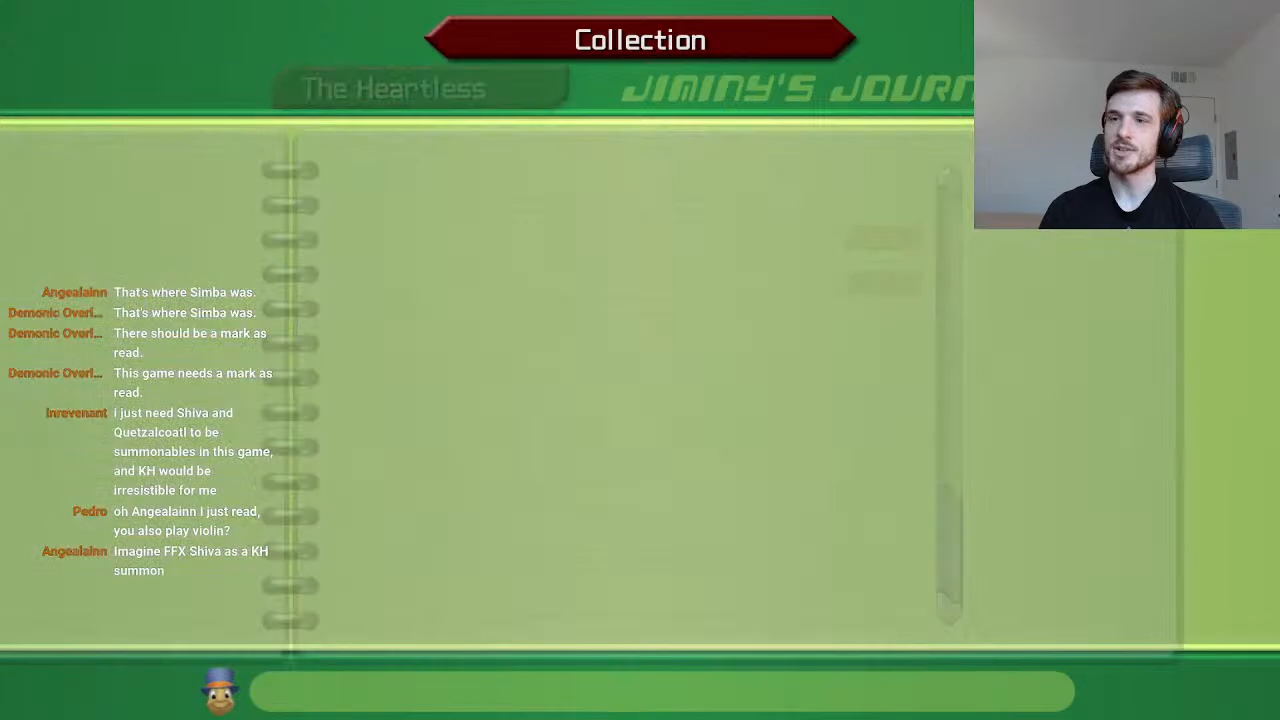 Collection
The Heartless
JIMINY'S JOURN
Angealainn That's where Simba was.
Demonic Overl... That's where Simba was.
Demonic Overl... There should be a mark as
read.
Demonic Overl... This game needs a mark as
read.
Inrevenant i just need Shiva and
Quetzalcoatl to be
summonables in this game,
and KH would be
irresistible for me
Pedro oh Angealainn I just read,
you also play violin?
Angealainn Imagine FFX Shiva as a KH
summon